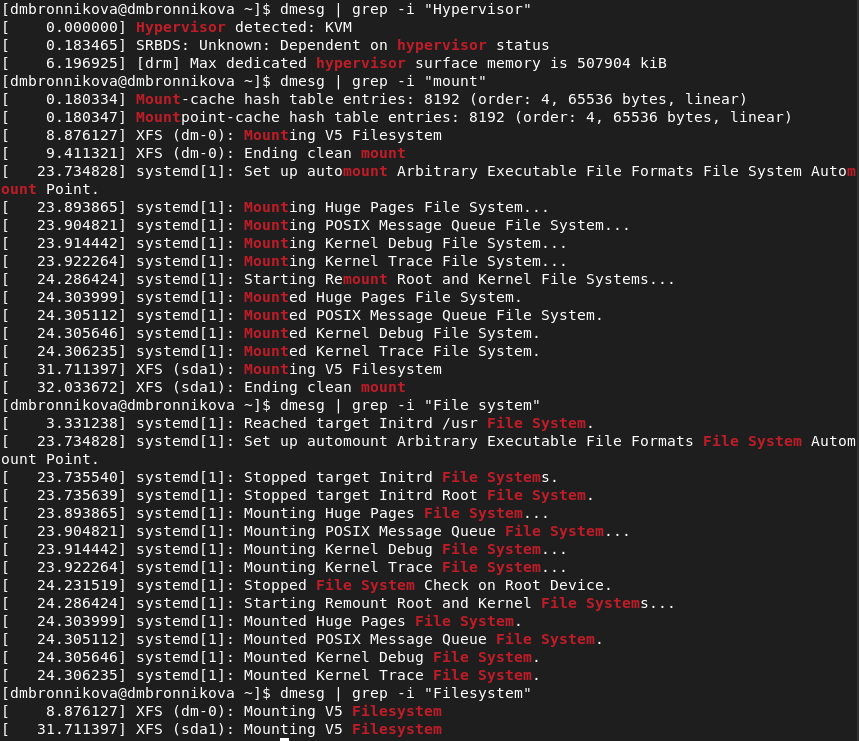 [dmbronnikova@dmbronnikova ~]$ dmesg | grep -i "Hypervisor"
[    0.000000] Hypervisor detected: KVM
[    0.183465] SRBDS: Unknown: Dependent on hypervisor status
[    6.196925] [drm] Max dedicated hypervisor surface memory is 507904 kiB
[dmbronnikova@dmbronnikova ~]$ dmesg | grep -i "mount"
[    0.180334] Mount-cache hash table entries: 8192 (order: 4, 65536 bytes, linear)
[    0.180347] Mountpoint-cache hash table entries: 8192 (order: 4, 65536 bytes, linear)
[    8.876127] XFS (dm-0): Mounting V5 Filesystem
[    9.411321] XFS (dm-0): Ending clean mount
[   23.734828] systemd[1]: Set up automount Arbitrary Executable File Formats File System Autom
ount Point.
[   23.893865] systemd[1]: Mounting Huge Pages File System...
[   23.904821] systemd[1]: Mounting POSIX Message Queue File System...
[   23.914442] systemd[1]: Mounting Kernel Debug File System...
[   23.922264] systemd[1]: Mounting Kernel Trace File System...
[   24.286424] systemd[1]: Starting Remount Root and Kernel File Systems...
[   24.303999] systemd[1]: Mounted Huge Pages File System.
[   24.305112] systemd[1]: Mounted POSIX Message Queue File System.
[   24.305646] systemd[1]: Mounted Kernel Debug File System.
[   24.306235] systemd[1]: Mounted Kernel Trace File System.
[   31.711397] XFS (sda1): Mounting V5 Filesystem
[   32.033672] XFS (sda1): Ending clean mount
[dmbronnikova@dmbronnikova ~]$ dmesg | grep -i "File system"
[    3.331238] systemd[1]: Reached target Initrd /usr File System.
[   23.734828] systemd[1]: Set up automount Arbitrary Executable File Formats File System Autom
ount Point.
[   23.735540] systemd[1]: Stopped target Initrd File Systems.
[   23.735639] systemd[1]: Stopped target Initrd Root File System.
[   23.893865] systemd[1]: Mounting Huge Pages File System...
[   23.904821] systemd[1]: Mounting POSIX Message Queue File System...
[   23.914442] systemd[1]: Mounting Kernel Debug File System...
[   23.922264] systemd[1]: Mounting Kernel Trace File System...
[   24.231519] systemd[1]: Stopped File System Check on Root Device.
[   24.286424] systemd[1]: Starting Remount Root and Kernel File Systems...
[   24.303999] systemd[1]: Mounted Huge Pages File System.
[   24.305112] systemd[1]: Mounted POSIX Message Queue File System.
[   24.305646] systemd[1]: Mounted Kernel Debug File System.
[   24.306235] systemd[1]: Mounted Kernel Trace File System.
[dmbronnikova@dmbronnikova ~]$ dmesg | grep -i "Filesystem"
[    8.876127] XFS (dm-0): Mounting V5 Filesystem
[   31.711397] XFS (sda1): Mounting V5 Filesystem